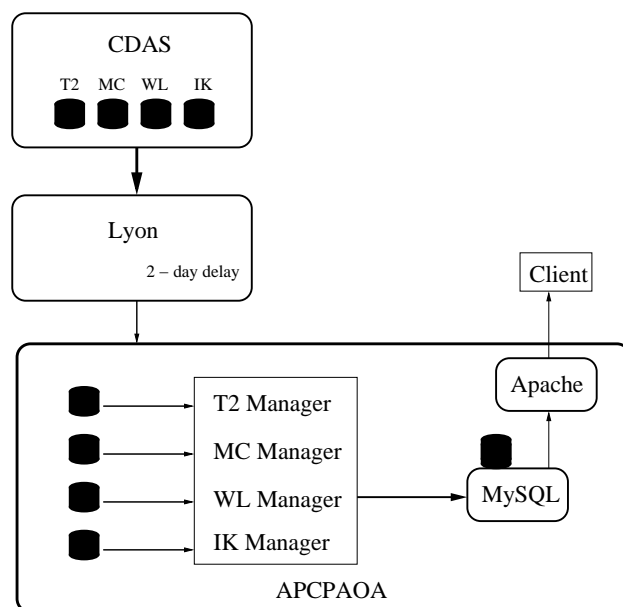 CDAS
T2 MC WL IK
Lyon
2 – day delay
Client
Apache
T2 Manager
MC Manager
WL Manager
MySQL
IK Manager
APCPAOA